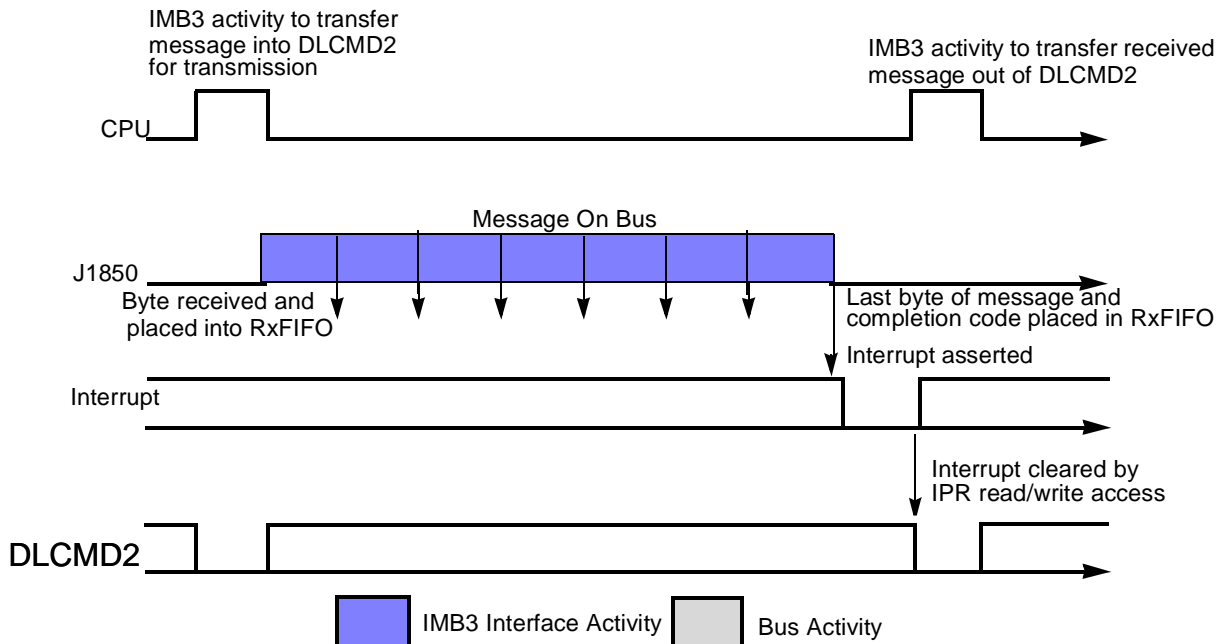 IMB3 activity to transfer
message into DLCMD2
for transmission
IMB3 activity to transfer received
message out of DLCMD2
CPU
Message On Bus
J1850
Byte received and
placed into RxFIFO
Last byte of message and
completion code placed in RxFIFO
Interrupt asserted
Interrupt
Interrupt cleared by
IPR read/write access
DLCMD2
IMB3 Interface Activity
Bus Activity